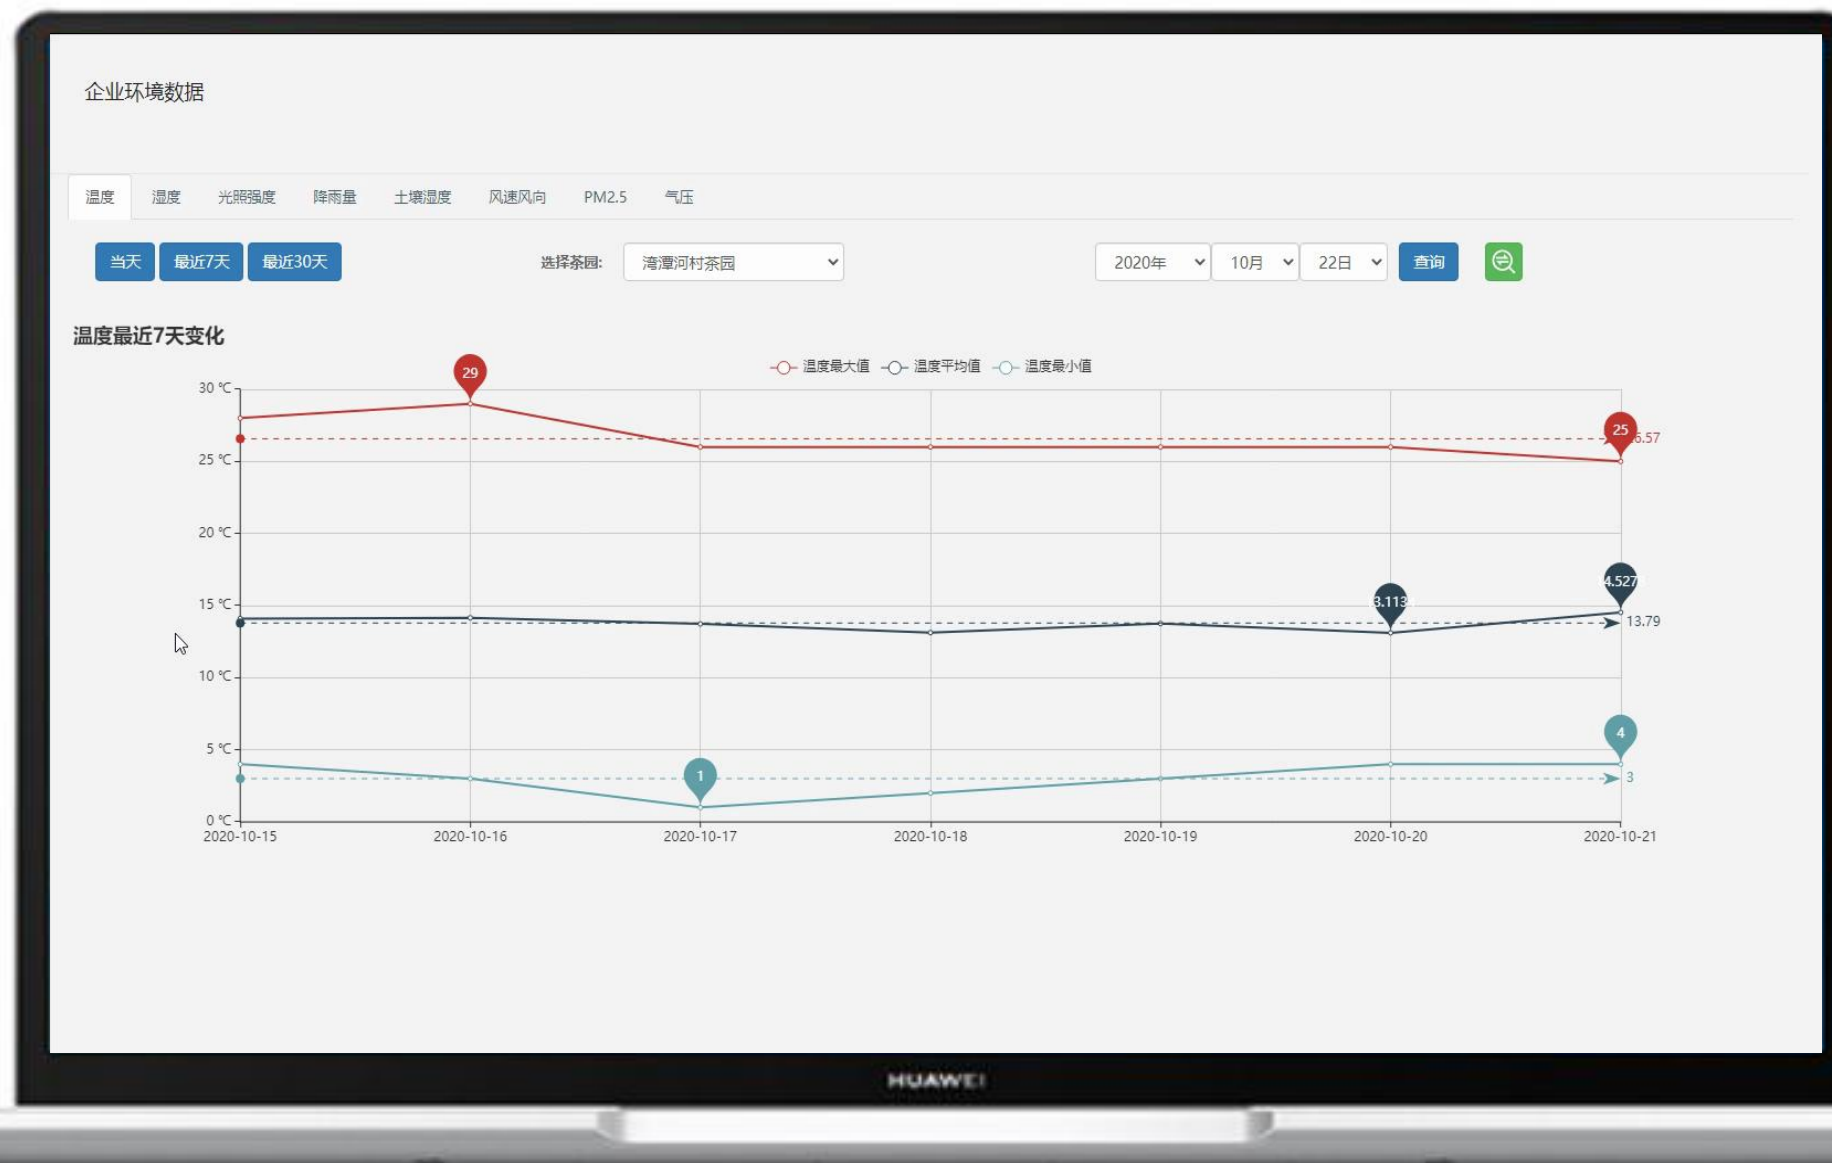 企业环境数据
温度 湿度 光照强度 降雨量 土壤湿度 风速风向 PM2.5 气压
当天 最近7天 最近30天 选择茶园: 湾潭河村茶园 2020年 10月 22日 查询
温度最近7天变化
温度最大值 温度平均值 温度最小值
29
30 ℃
25
6.57
25 ℃
20 ℃
4.527
3.113
15 ℃
13.79
10 ℃
4
5 ℃
1
3
0 ℃
2020-10-15 2020-10-16 2020-10-17 2020-10-18 2020-10-19 2020-10-20 2020-10-21
HUAWEI